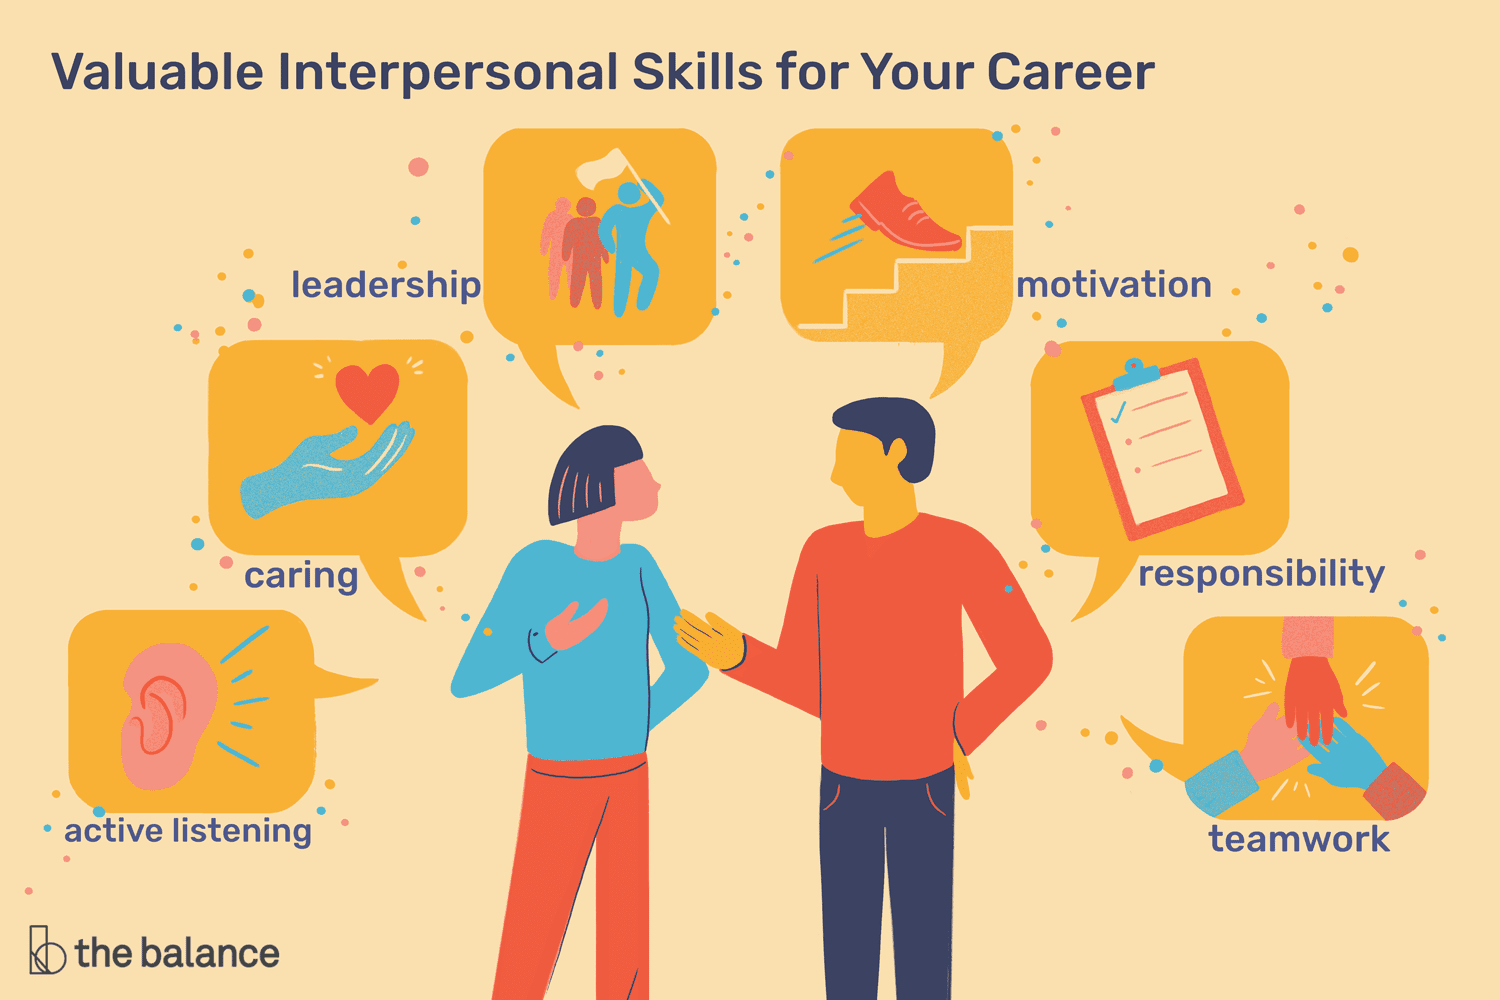 Valuable Interpersonal Skills for Your Career
leadership
motivation
caring
responsibility
active listening
teamwork
the balance